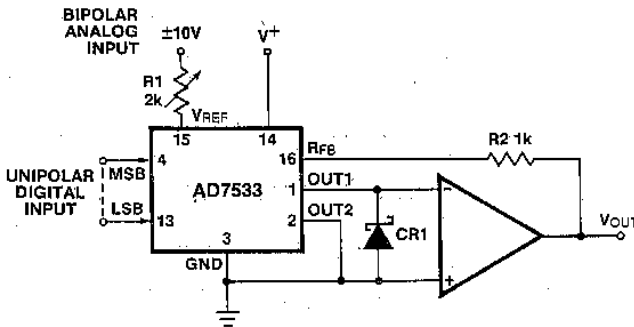 BIPOLAR
ANALOG
INPUT
±10V
V+
R1
2k
VREF
15
14
RFB
R2 1k
4
16
MSB
UNIPOLAR
DIGITAL
INPUT
AD7533
1
OUT1
-
LSB
2
OUT2
CR1
VOUT
13
3
GND
+